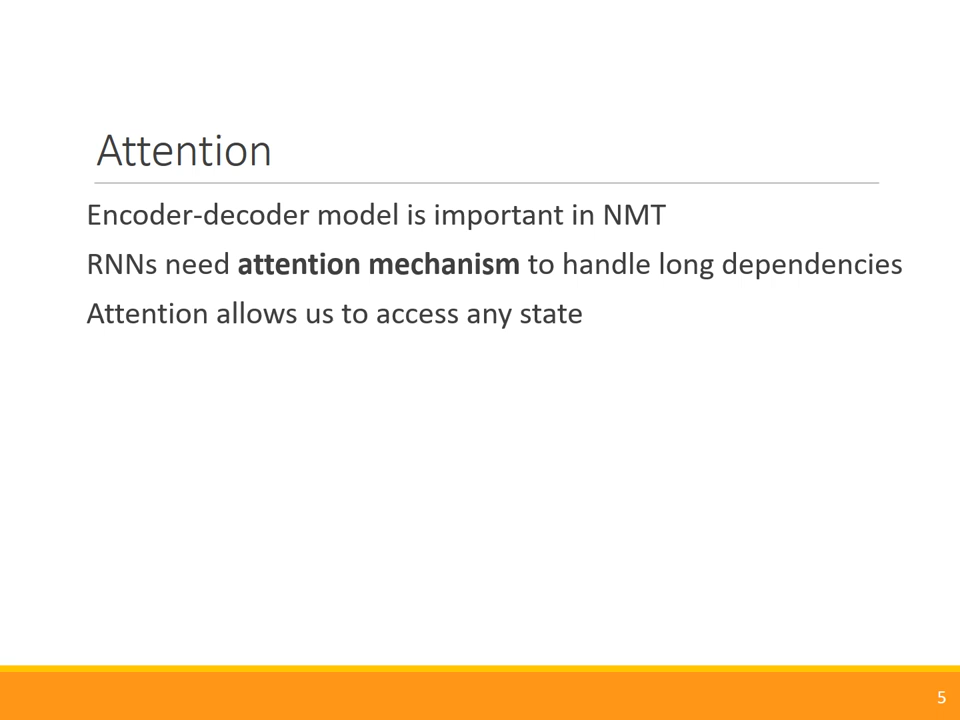 Attention
Encoder-decoder model is important in NMT
RNNs need attention mechanism to handle long dependencies
Attention allows us to access any state
5